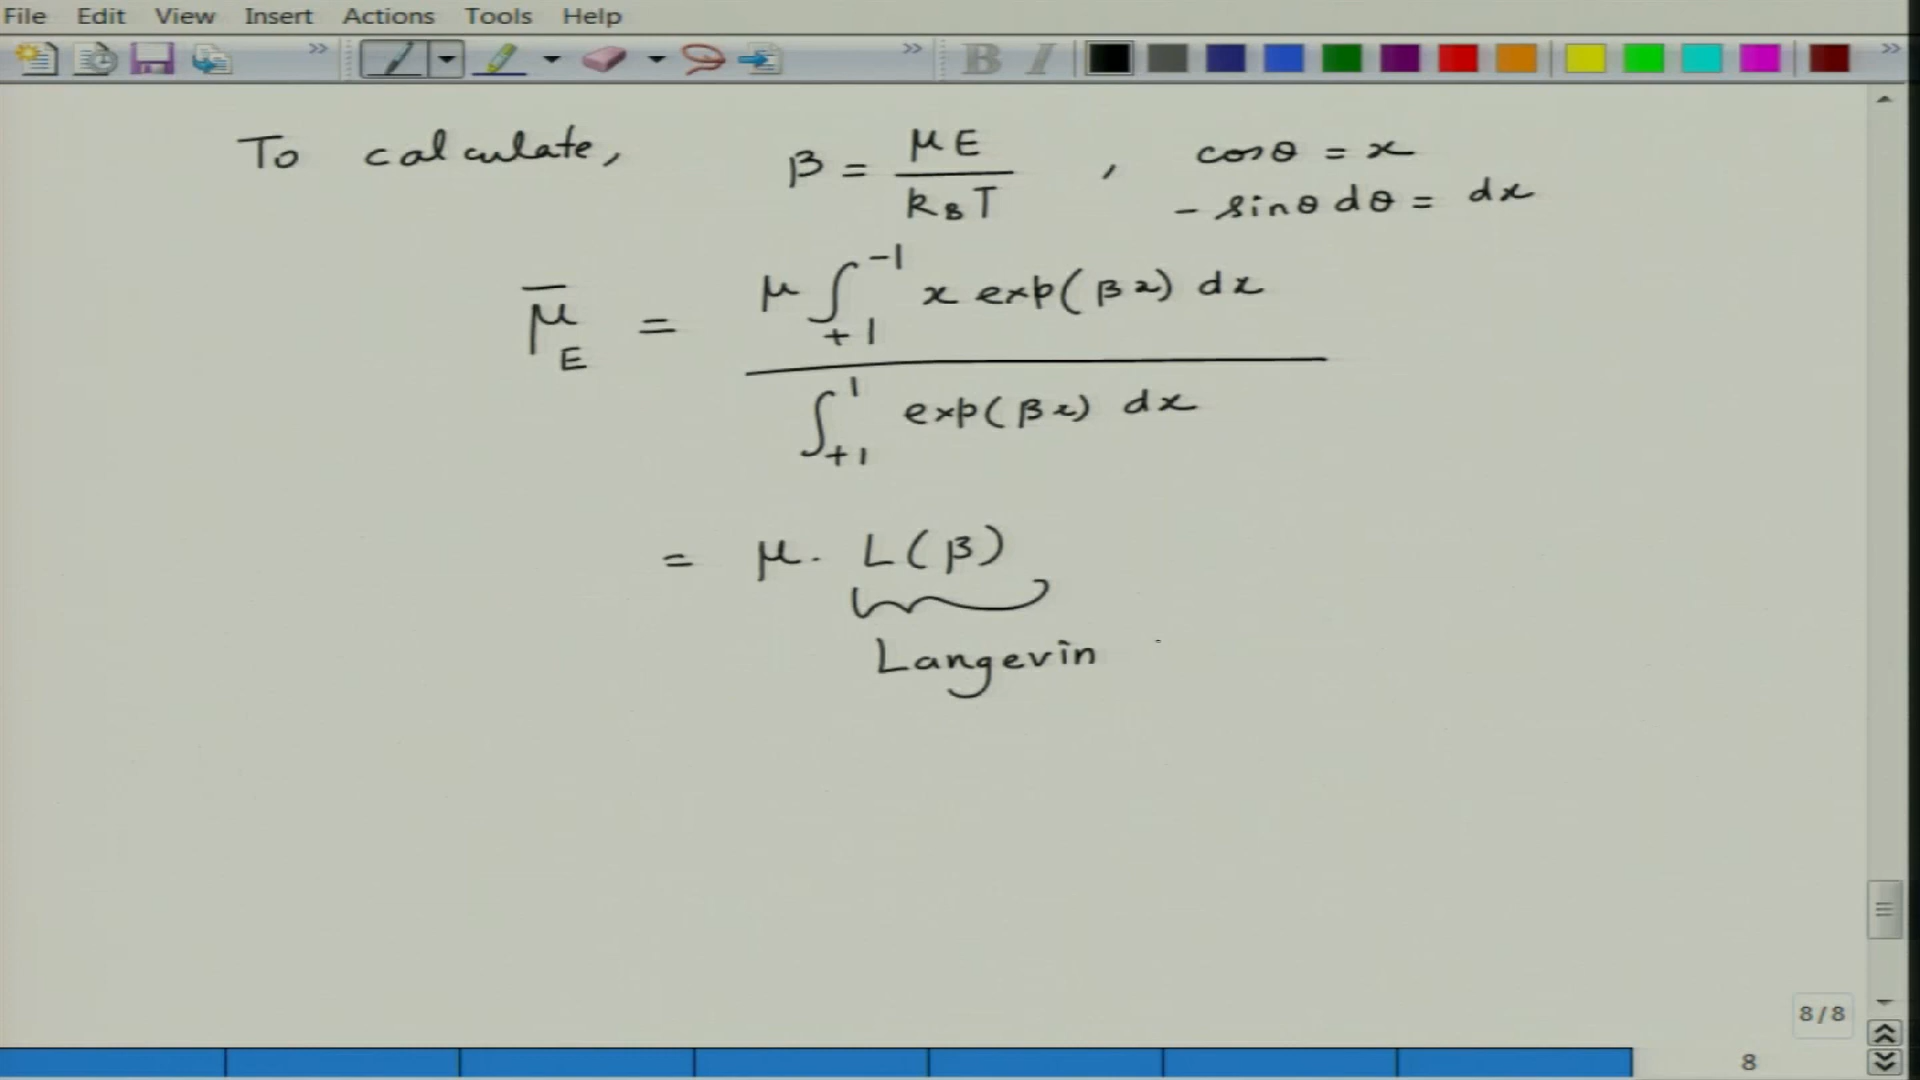 File Edit View Insert Actions Tools Help
B I
To calculate, β = μE / k_B T , cosθ = x
- sinθ dθ = dx
μ̄_E = μ ∫_{+1}^{-1} x exp(βx) dx / ∫_{+1}^{1} exp(βx) dx
= μ. L(β)
Langevin
8/8
8